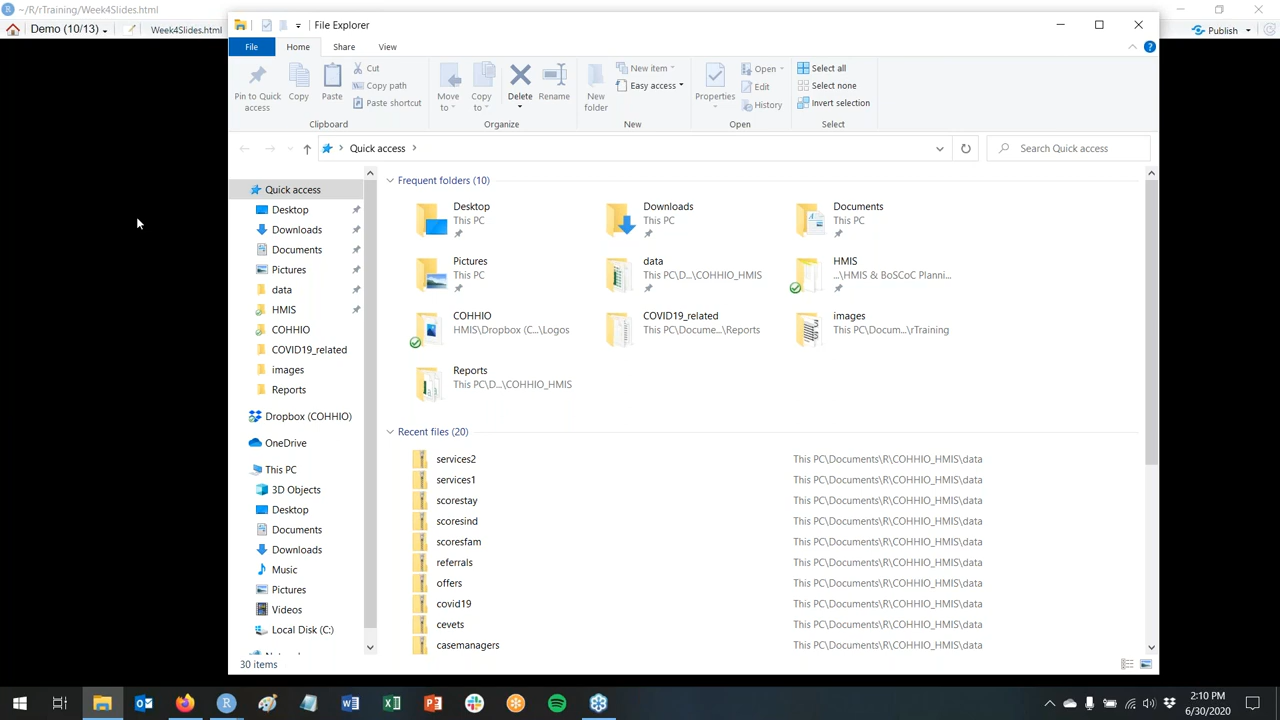 ~/R/rTraining/Week4Slides.html
Demo (10/13)
Week4Slides.html
Publish
File Explorer
File
Home
Share
View
Pin to Quick access
Copy
Paste
Cut
Copy path
Paste shortcut
Clipboard
Move to
Copy to
Delete
Rename
Organize
New folder
New item
Easy access
New
Properties
Open
Edit
History
Open
Select all
Select none
Invert selection
Select
Quick access
Search Quick access
Quick access
Desktop
Downloads
Documents
Pictures
data
HMIS
COHHIO
COVID19_related
images
Reports
Dropbox (COHHIO)
OneDrive
This PC
3D Objects
Desktop
Documents
Downloads
Music
Pictures
Videos
Local Disk (C:)
Frequent folders (10)
Desktop
This PC
Downloads
This PC
Documents
This PC
Pictures
This PC
data
This PC\D...\COHHIO_HMIS
HMIS
...\HMIS & BoSCoC Planni...
COHHIO
HMIS\Dropbox (C...\Logos
COVID19_related
This PC\Docume...\Reports
images
This PC\Docum...\rTraining
Reports
This PC\D...\COHHIO_HMIS
Recent files (20)
services2 This PC\Documents\R\COHHIO_HMIS\data
services1 This PC\Documents\R\COHHIO_HMIS\data
scorestay This PC\Documents\R\COHHIO_HMIS\data
scoresind This PC\Documents\R\COHHIO_HMIS\data
scoresfam This PC\Documents\R\COHHIO_HMIS\data
referrals This PC\Documents\R\COHHIO_HMIS\data
offers This PC\Documents\R\COHHIO_HMIS\data
covid19 This PC\Documents\R\COHHIO_HMIS\data
cevets This PC\Documents\R\COHHIO_HMIS\data
casemanagers This PC\Documents\R\COHHIO_HMIS\data
30 items
2:10 PM
6/30/2020